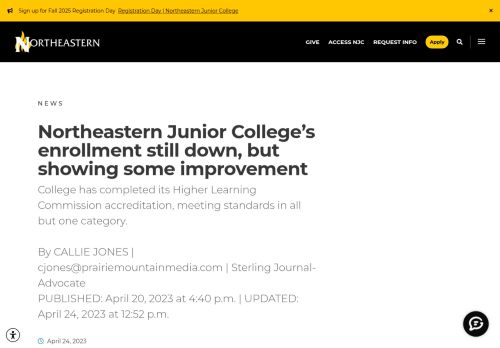 Sign up for Fall 2025 Registration Day  Registration Day | Northeastern Junior College ×
NORTHEASTERN GIVE ACCESS NJC REQUEST INFO Apply
NEWS
Northeastern Junior College’s
enrollment still down, but
showing some improvement
College has completed its Higher Learning
Commission accreditation, meeting standards in all
but one category.
By CALLIE JONES |
cjones@prairiemountainmedia.com | Sterling Journal-
Advocate
PUBLISHED: April 20, 2023 at 4:40 p.m. | UPDATED:
April 24, 2023 at 12:52 p.m.
April 24, 2023